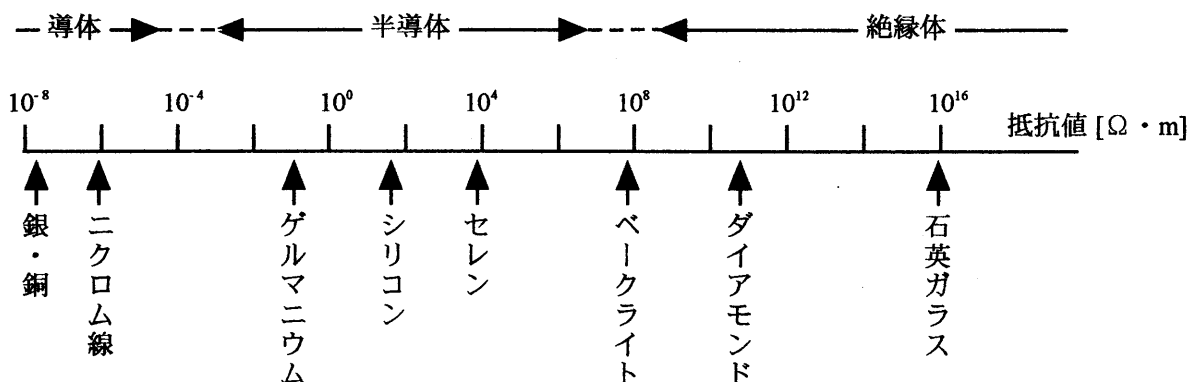 導体 半導体 絶縁体
10⁻⁸ 10⁻⁴ 10⁰ 10⁴ 10⁸ 10¹² 10¹⁶
抵抗値 [Ω・m]
銀・銅
ニクロム線
ゲルマニウム
シリコン
セレン
ベークライト
ダイアモンド
石英ガラス